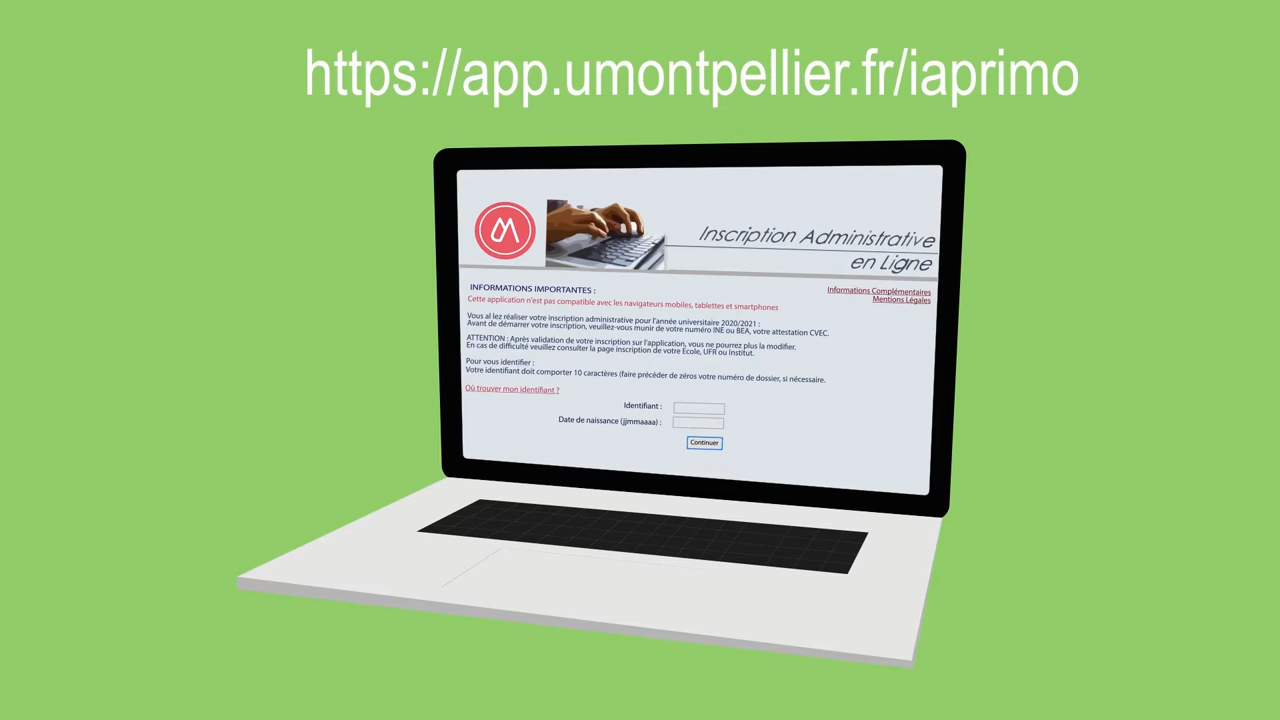 https://app.umontpellier.fr/iaprimo
Inscription Administrative
en Ligne
INFORMATIONS IMPORTANTES :
Informations Complémentaires
Cette application n'est pas compatible avec les navigateurs mobiles, tablettes et smartphones
Mentions Légales
Vous al lez réaliser votre inscription administrative pour l'année universitaire 2020/2021 :
Avant de démarrer votre inscription, veuillez-vous munir de votre numéro INE ou BEA, votre attestation CVEC.
ATTENTION : Après validation de votre inscription sur l'application, vous ne pourrez plus la modifier.
En cas de difficulté veuillez consulter la page inscription de votre École, UFR ou Institut.
Pour vous identifier :
Votre identifiant doit comporter 10 caractères (faire précéder de zéros votre numéro de dossier, si nécessaire.
Où trouver mon identifiant ?
Identifiant :
Date de naissance (jjmmaaaa) :
Continuer